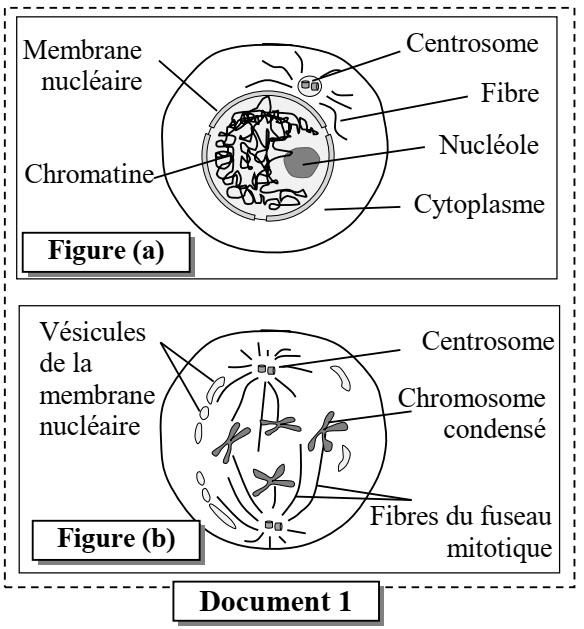 Membrane
nucléaire
Centrosome
Fibre
Nucléole
Chromatine
Cytoplasme
Figure (a)
Vésicules
de la
membrane
nucléaire
Centrosome
Chromosome
condensé
Fibres du fuseau
mitotique
Figure (b)
Document 1